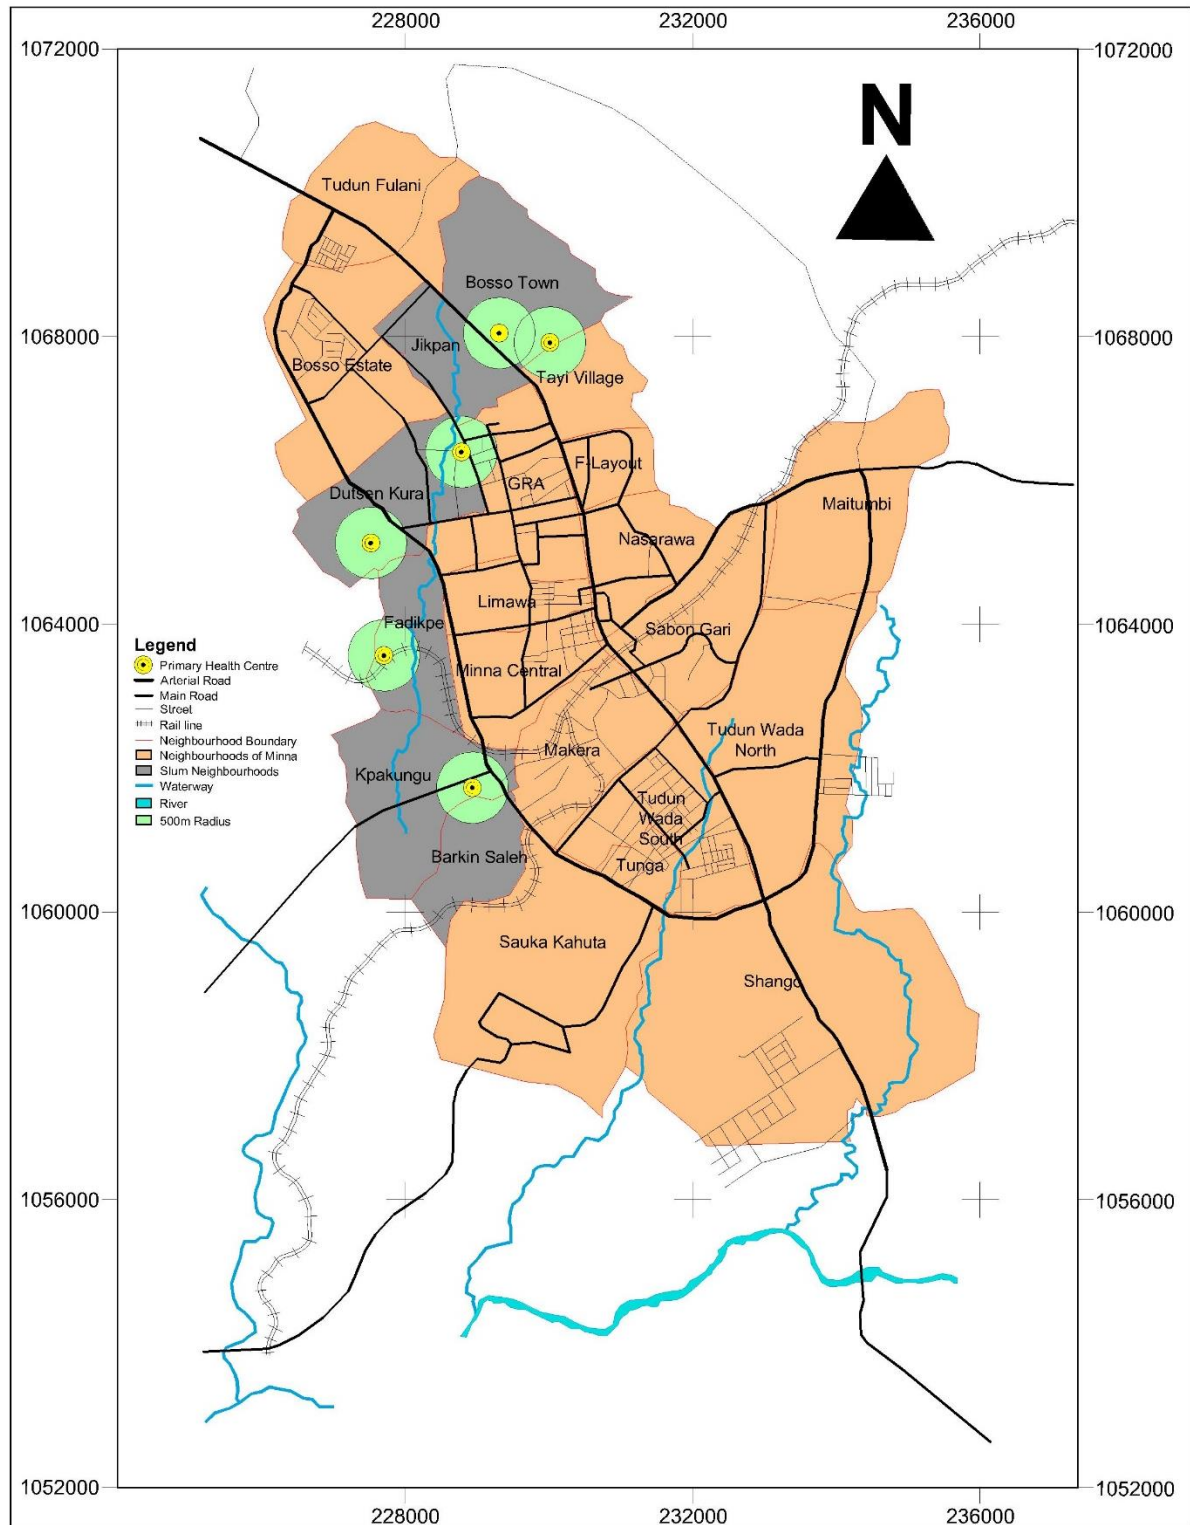 228000 232000 236000
1072000 1072000
N
Tudun Fulani
Bosso Town
1068000 1068000
Jikpan
Bosso Estate
Tayi Village
F-Layout
GRA
Dutsen Kura
Maitumbi
Nasarawa
Limawa
1064000 1064000
Fadikpe
Sabon Gari
Legend
Primary Health Centre
Arterial Road
Main Road
Street
Rail line
Neighbourhood Boundary
Neighbourhoods of Minna
Slum Neighbourhoods
Waterway
River
500m Radius
Minna Central
Tudun Wada
North
Makera
Kpakungu
Tudun
Wada
South
Barkin Saleh
Tunga
1060000 1060000
Sauka Kahuta
Shango
1056000 1056000
1052000 1052000
228000 232000 236000